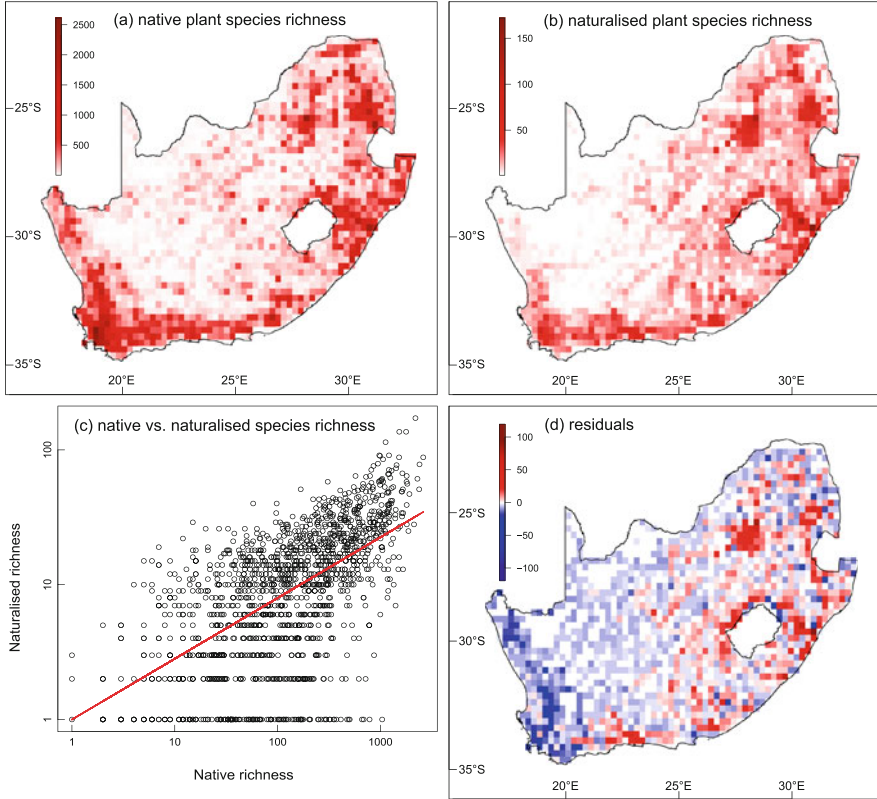 (a) native plant species richness
2500
2000
1500
1000
500
25°S
30°S
35°S
20°E 25°E 30°E
(b) naturalised plant species richness
150
100
50
25°S
30°S
35°S
20°E 25°E 30°E
(c) native vs. naturalised species richness
Naturalised richness
100
10
1
1 10 100 1000
Native richness
(d) residuals
100
50
0
−50
−100
25°S
30°S
35°S
20°E 25°E 30°E